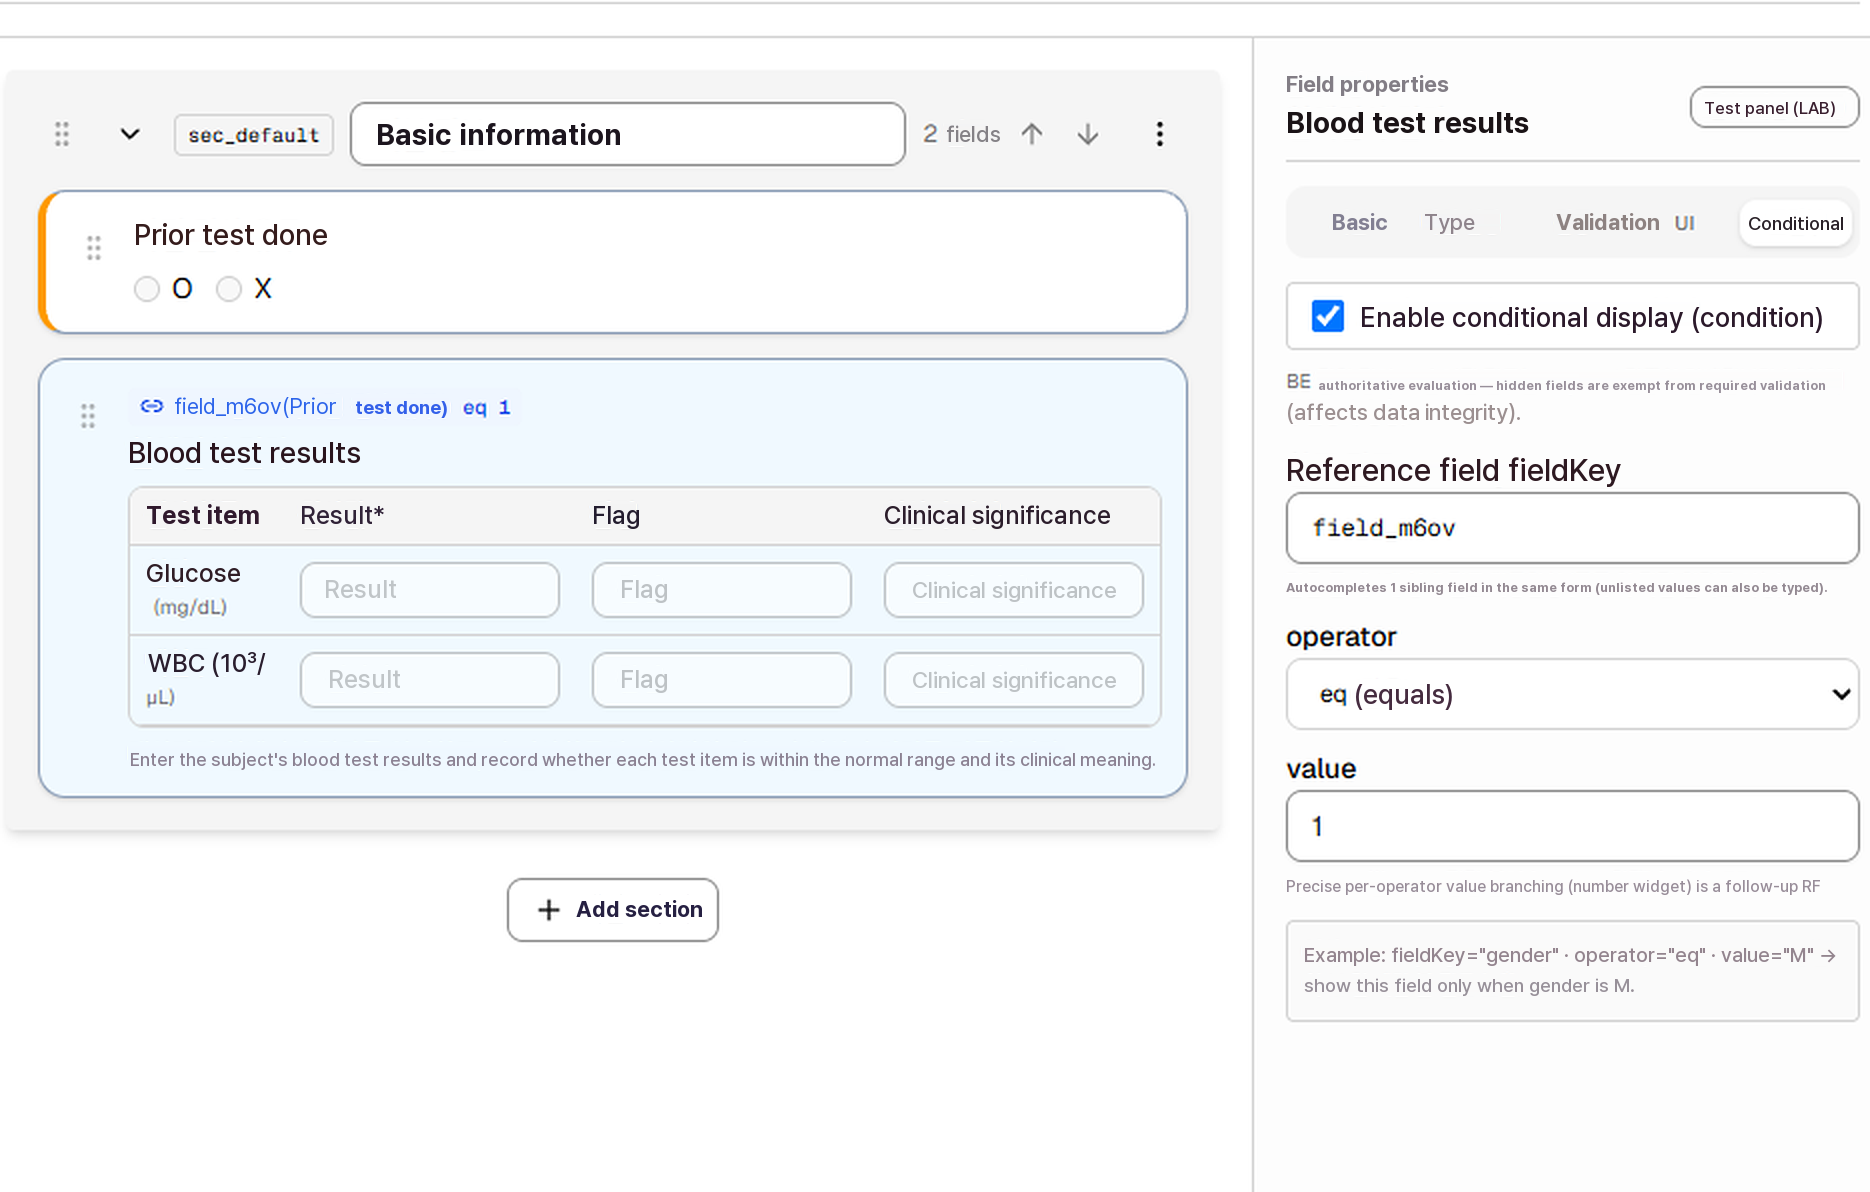 sec_default
Basic information
2 fields
Prior test done
O X
field_m6ov(Prior test done) eq 1
Blood test results
Test item Result* Flag Clinical significance
Glucose Result Flag Clinical significance
(mg/dL)
WBC (10³/ Result Flag Clinical significance
μL)
Enter the subject's blood test results and record whether each test item is within the normal range and its clinical meaning.
Add section
Field properties
Blood test results
Test panel (LAB)
Basic Type Validation UI Conditional
Enable conditional display (condition)
BE authoritative evaluation — hidden fields are exempt from required validation
(affects data integrity).
Reference field fieldKey
field_m6ov
Autocompletes 1 sibling field in the same form (unlisted values can also be typed).
operator
eq (equals)
value
1
Precise per-operator value branching (number widget) is a follow-up RF
Example: fieldKey="gender" · operator="eq" · value="M" →
show this field only when gender is M.